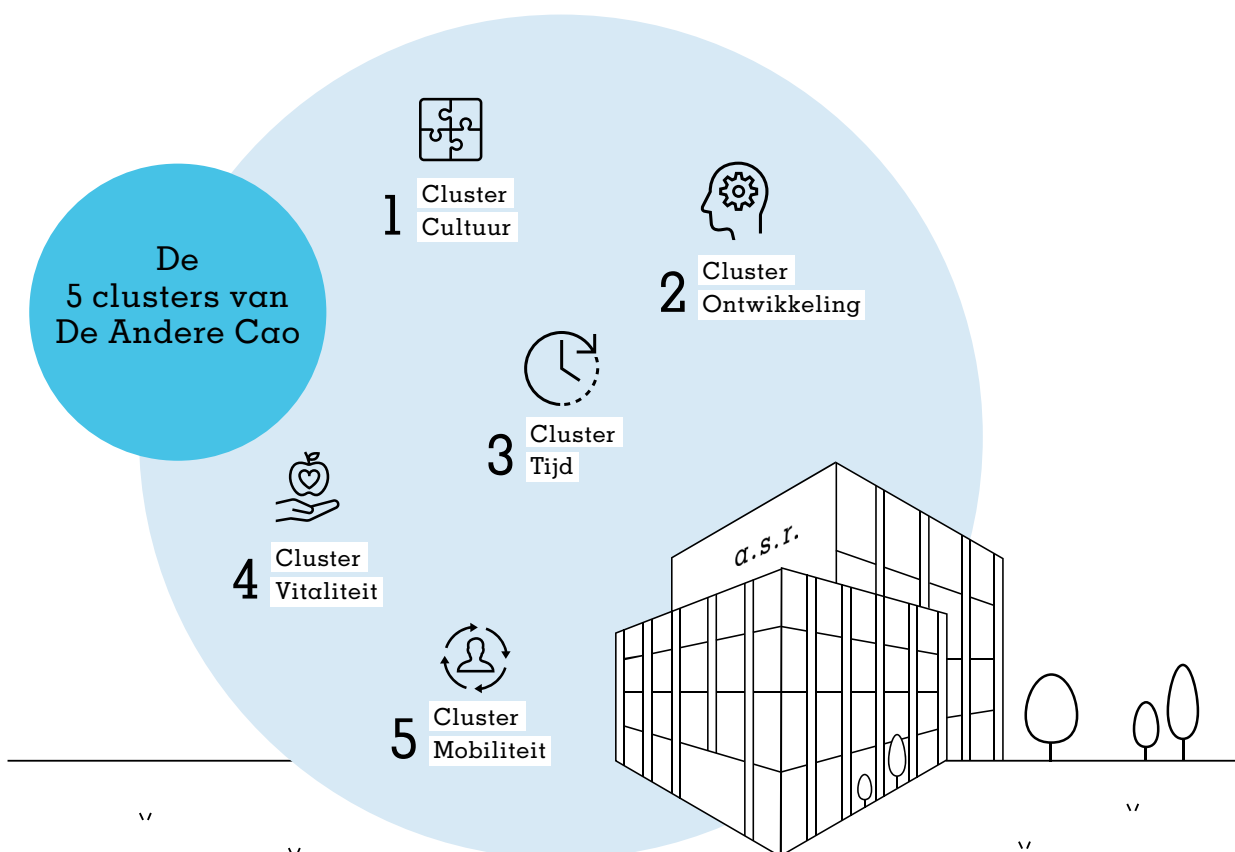 De
5 clusters van
De Andere Cao
1
Cluster
Cultuur
2
Cluster
Ontwikkeling
3
Cluster
Tijd
4
Cluster
Vitaliteit
5
Cluster
Mobiliteit
a.s.r.